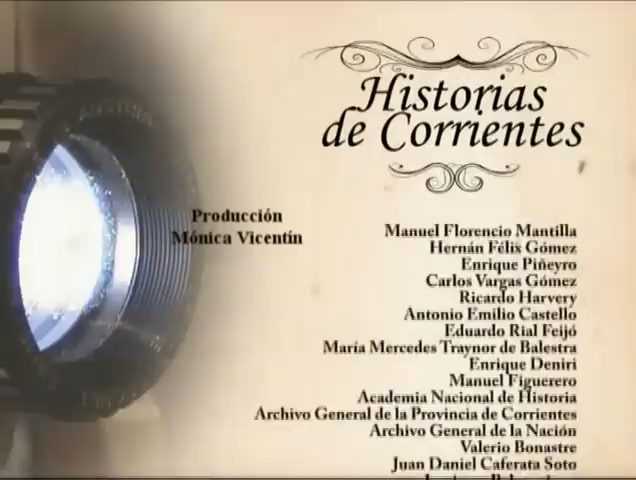 Historias
de Corrientes
Producción
Mónica Vicentín
Manuel Florencio Mantilla
Hernán Félix Gómez
Enrique Piñeyro
Carlos Vargas Gómez
Ricardo Harvery
Antonio Emilio Castello
Eduardo Rial Feijó
María Mercedes Traynor de Balestra
Enrique Deniri
Manuel Figuerero
Academia Nacional de Historia
Archivo General de la Provincia de Corrientes
Archivo General de la Nación
Valerio Bonastre
Juan Daniel Caferata Soto